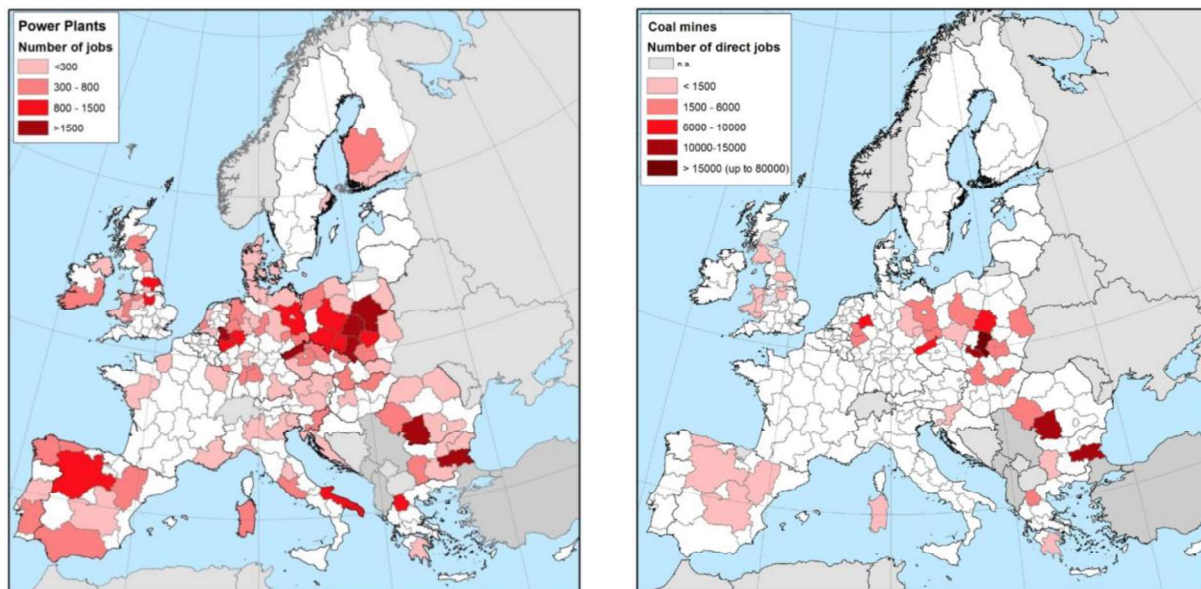 Power Plants
Number of jobs
<300
300 - 800
800 - 1500
>1500
Coal mines
Number of direct jobs
n.a.
< 1500
1500 - 6000
6000 - 10000
10000-15000
> 15000 (up to 80000)